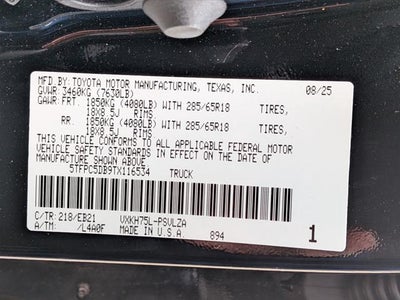 MFD.BY:TOYOTA MOTOR MANUFACTURING, TEXAS, INC. 08/25
GVWR: 3460KG (7630LB)
GAWR: FRT. 1850KG (4080LB) WITH 285/65R18 TIRES,
18X8.5J RIMS
RR. 1850KG (4080LB) WITH 285/65R18 TIRES,
18X8.5J RIMS
THIS VEHICLE CONFORMS TO ALL APPLICABLE FEDERAL MOTOR
VEHICLE SAFETY STANDARDS IN EFFECT ON THE DATE OF
MANUFACTURE SHOWN ABOVE.
5TFPC5DB9TX116534 TRUCK
C/TR: 218/EB21 VXKH75L-PSVLZA
A/TM: /L4A0F MADE IN U.S.A. 894 1